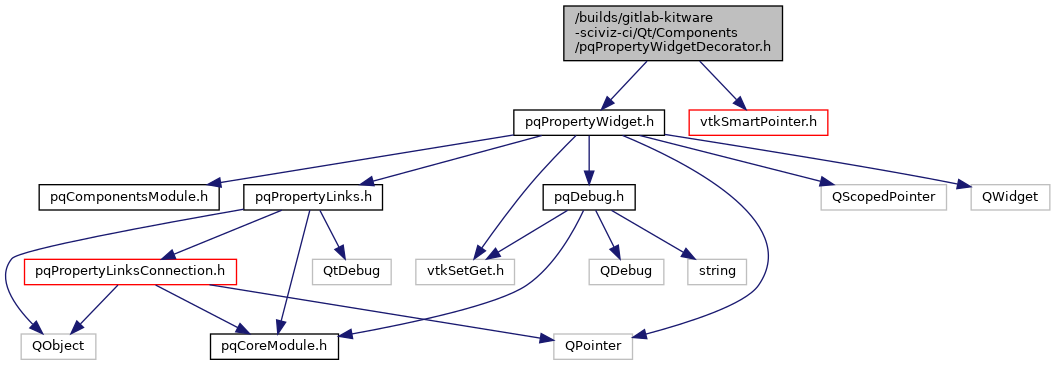 /builds/gitlab-kitware
-sciviz-ci/Qt/Components
/pqPropertyWidgetDecorator.h
pqPropertyWidget.h
vtkSmartPointer.h
pqComponentsModule.h
pqPropertyLinks.h
pqDebug.h
QScopedPointer
QWidget
pqPropertyLinksConnection.h
QtDebug
vtkSetGet.h
QDebug
string
QObject
pqCoreModule.h
QPointer